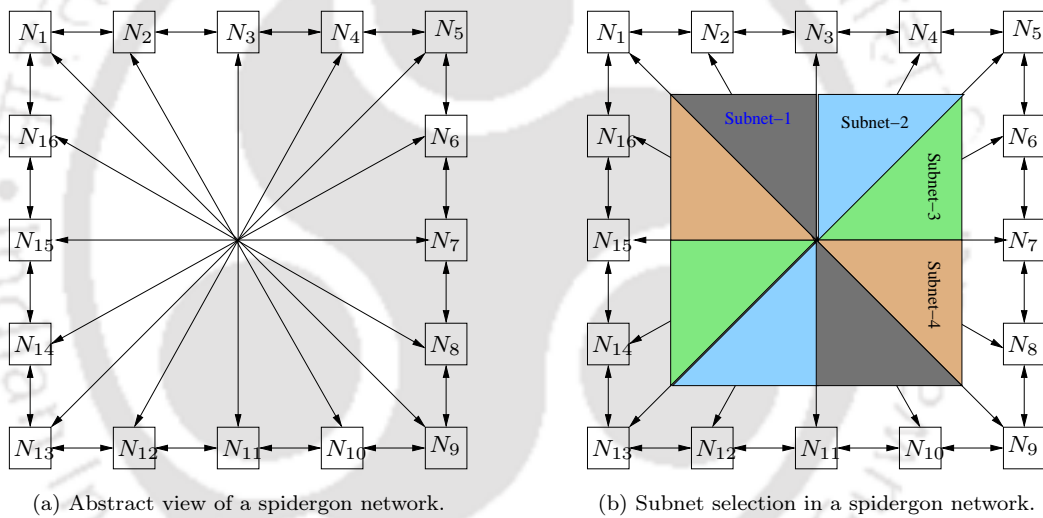 N1 N2 N3 N4 N5
N16 N6
N15 N7
N14 N8
N13 N12 N11 N10 N9
(a) Abstract view of a spidergon network.
N1 N2 N3 N4 N5
Subnet-1 Subnet-2
N16 N6
Subnet-3
N15 N7
Subnet-4
N14 N8
N13 N12 N11 N10 N9
(b) Subnet selection in a spidergon network.